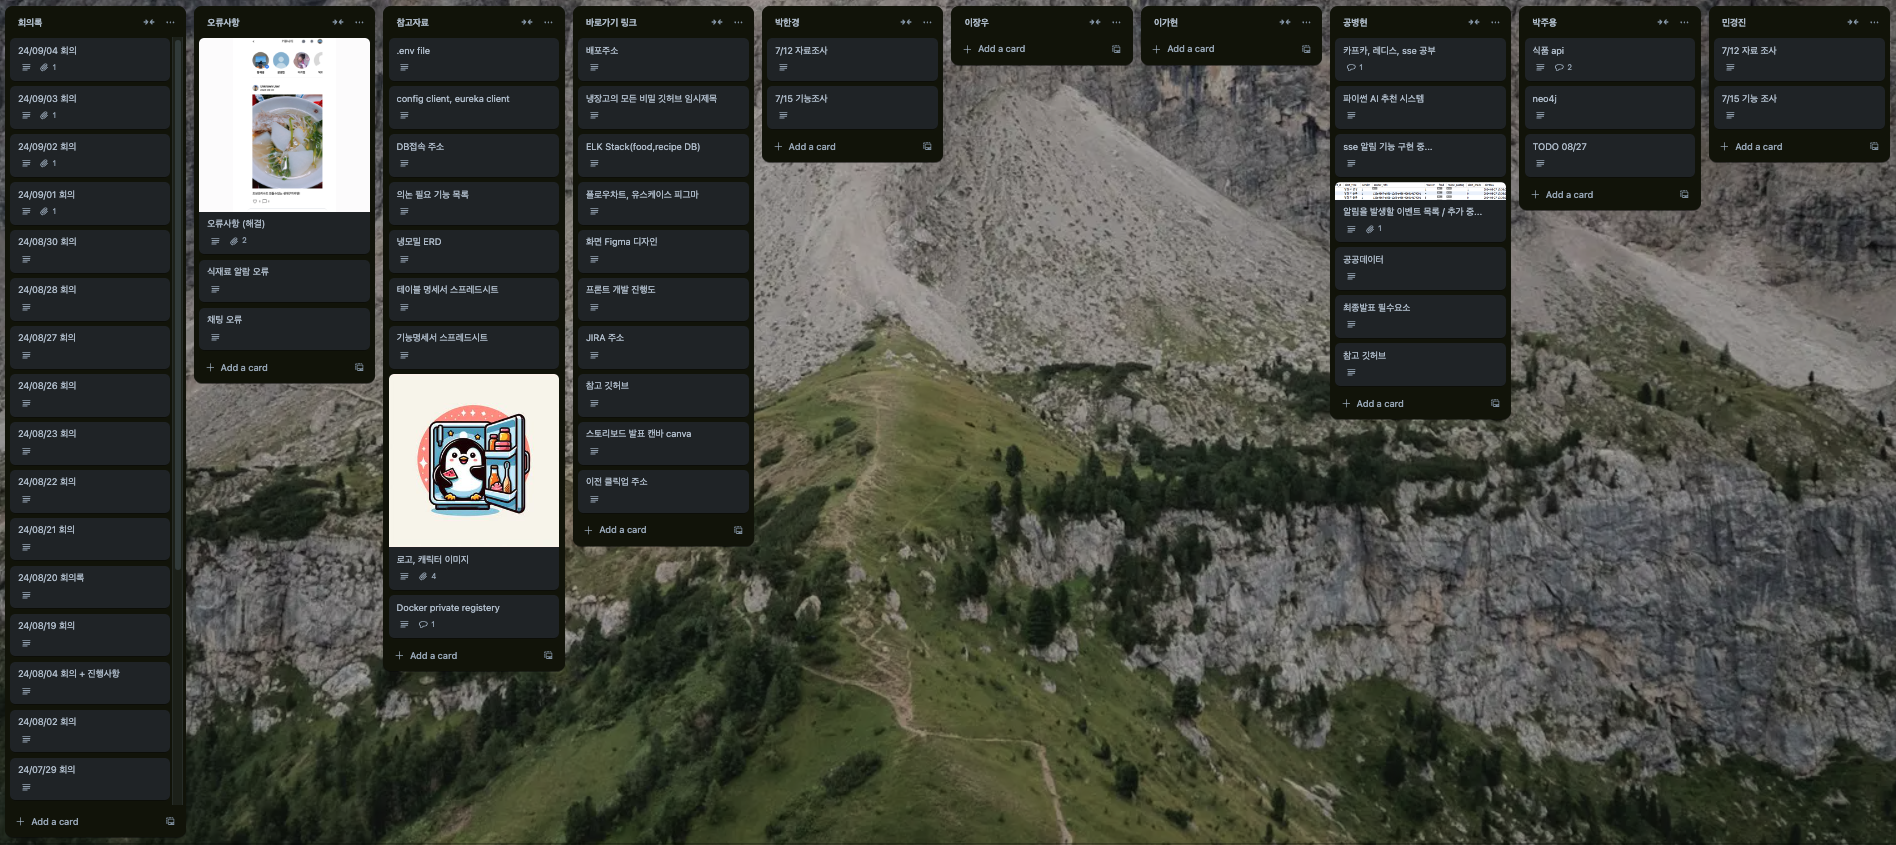 회의록
24/09/04 회의
1
24/09/03 회의
1
24/09/02 회의
1
24/09/01 회의
1
24/08/30 회의
24/08/28 회의
24/08/27 회의
24/08/26 회의
24/08/23 회의
24/08/22 회의
24/08/21 회의
24/08/20 회의록
24/08/19 회의
24/08/04 회의 + 진행사항
24/08/02 회의
24/07/29 회의
+ Add a card
오류사항
오류사항 (해결)
2
식재료 알람 오류
채팅 오류
+ Add a card
참고자료
.env file
config client, eureka client
DB접속 주소
의논 필요 기능 목록
냉모밀 ERD
테이블 명세서 스프레드시트
기능명세서 스프레드시트
로고, 캐릭터 이미지
4
Docker private registery
1
+ Add a card
바로가기 링크
배포주소
냉장고의 모든 비밀 깃허브 임시제목
ELK Stack(food,recipe DB)
플로우차트, 유스케이스 피그마
화면 Figma 디자인
프론트 개발 진행도
JIRA 주소
참고 깃허브
스토리보드 발표 캔바 canva
이전 클릭업 주소
+ Add a card
박한경
7/12 자료조사
7/15 기능조사
+ Add a card
이장우
+ Add a card
이가현
+ Add a card
공병현
카프카, 레디스, sse 공부
1
파이썬 AI 추천 시스템
sse 알림 기능 구현 중...
알림을 발생할 이벤트 목록 / 추가 중...
1
공공데이터
최종발표 필수요소
참고 깃허브
+ Add a card
박주용
식품 api
2
neo4j
TODO 08/27
+ Add a card
민경진
7/12 자료 조사
7/15 기능 조사
+ Add a card